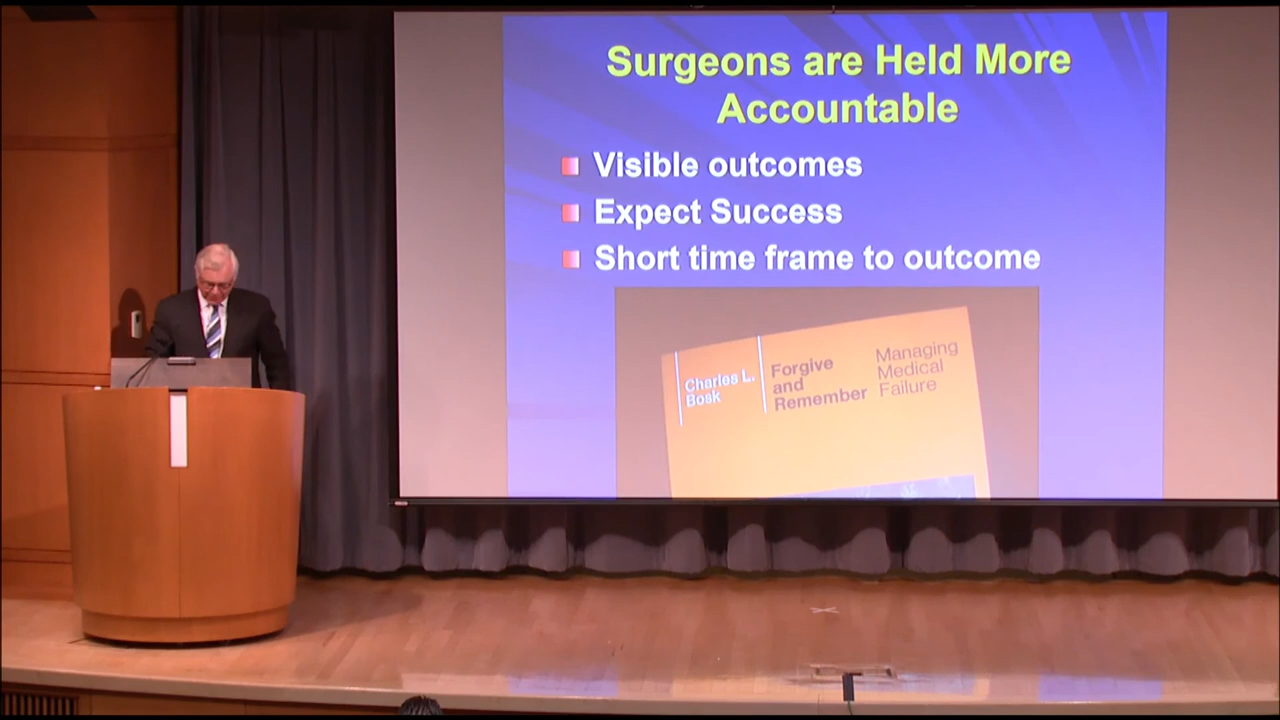 Surgeons are Held More
Accountable
Visible outcomes
Expect Success
Short time frame to outcome
Charles L.
Bosk
Forgive
and
Remember
Managing
Medical
Failure